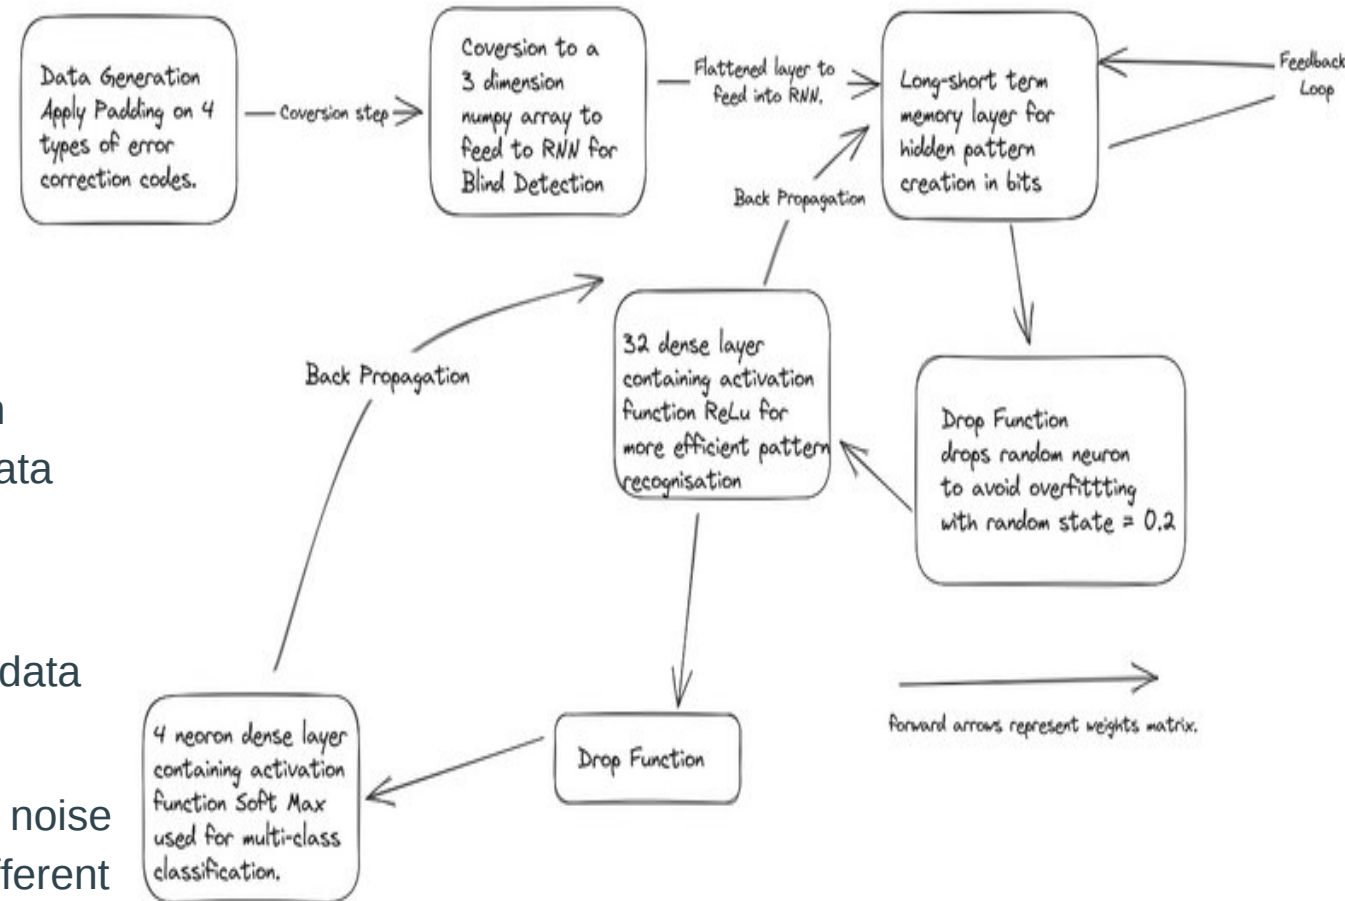 Data Generation
Apply Padding on 4
types of error
correction codes.
Coversion step
Coversion to a
3 dimension
numpy array to
feed to RNN for
Blind Detection
Flattened layer to
feed into RNN.
Long-short term
memory layer for
hidden pattern
creation in bits
Feedback
Loop
Back Propagation
32 dense layer
containing activation
function ReLu for
more efficient pattern
recognisation
Back Propagation
Drop Function
drops random neuron
to avoid overfittting
with random state = 0.2
data
noise
4 neoron dense layer
containing activation
function Soft Max
used for multi-class
classification.
Drop Function
forward arrows represent weights matrix.